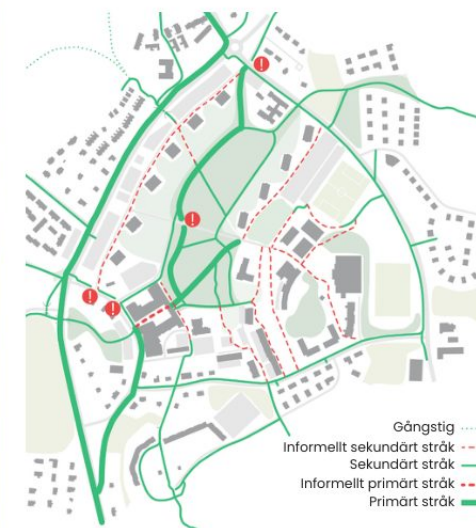 !
!
!
!
Gångstig
Informellt sekundärt stråk
Sekundärt stråk
Informellt primärt stråk
Primärt stråk